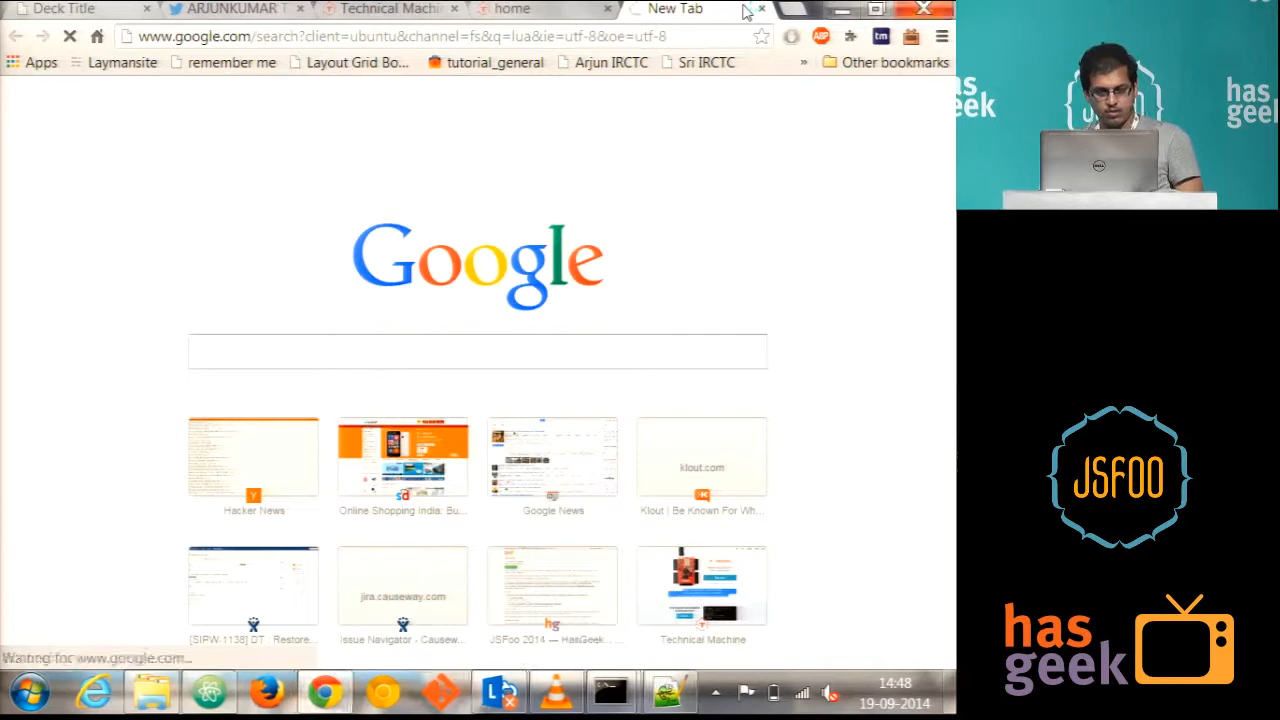 Deck Title
ARJUNKUMAR T
Technical Machi
home
New Tab
www.google.com/search?client=ubuntu&channel=fs&q=lua&ie=utf-8&oe=utf-8
ABP
tm
Apps
Laymansite
remember me
Layout Grid Bo...
tutorial_general
Arjun IRCTC
Sri IRCTC
»
Other bookmarks
Google
klout.com
Hacker News
Online Shopping India: Bu...
Google News
Klout | Be Known For Wh...
jira.causeway.com
[SIPW-1138] DT . Restore...
Issue Navigator - Causew...
JSFoo 2014 — HasGeek...
Technical Machine
Waiting for www.google.com...
14:48
19-09-2014
has
geek
has
geek
DELL
JSFOO
has
geek